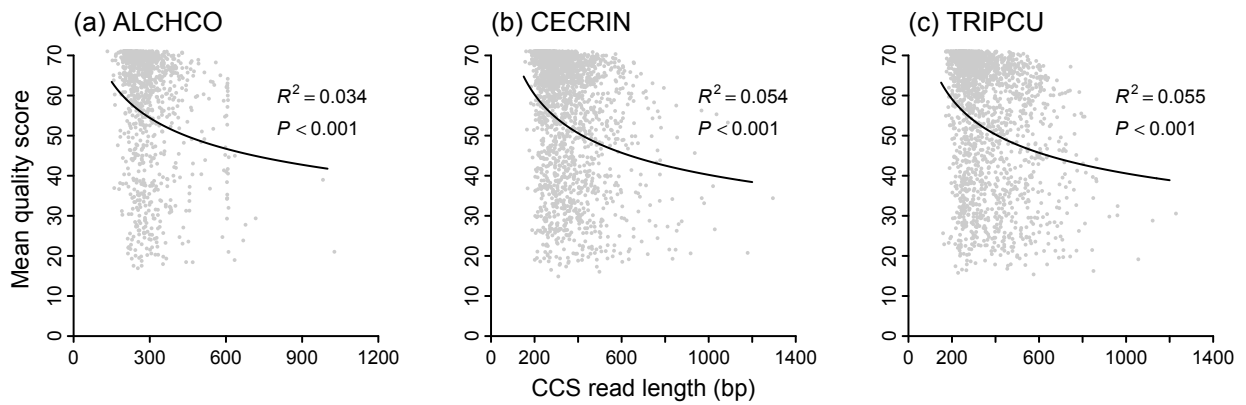 (a) ALCHCO
(b) CECRIN
(c) TRIPCU
Mean quality score
70
60
50
40
30
20
10
0
R² = 0.034
P < 0.001
0 300 600 900 1200
70
60
50
40
30
20
10
0
R² = 0.054
P < 0.001
0 200 600 1000 1400
70
60
50
40
30
20
10
0
R² = 0.055
P < 0.001
0 200 600 1000 1400
CCS read length (bp)